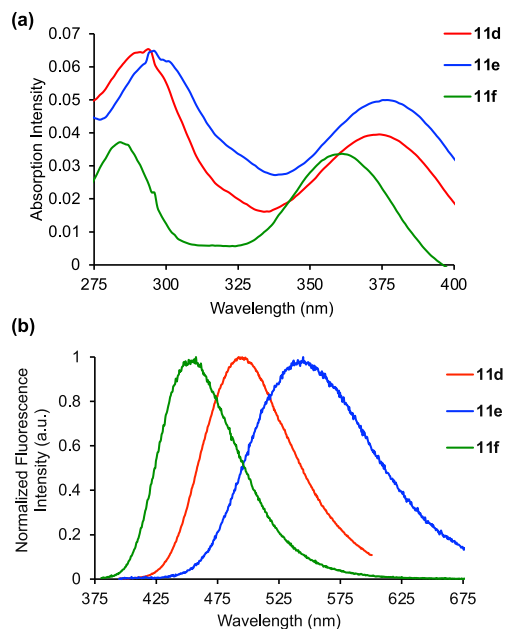 (a)
0.07
0.06
0.05
0.04
0.03
0.02
0.01
0
Absorption Intensity
275 300 325 350 375 400
Wavelength (nm)
11d
11e
11f
(b)
1
0.8
0.6
0.4
0.2
0
Normalized Fluorescence
Intensity (a.u.)
375 425 475 525 575 625 675
Wavelength (nm)
11d
11e
11f